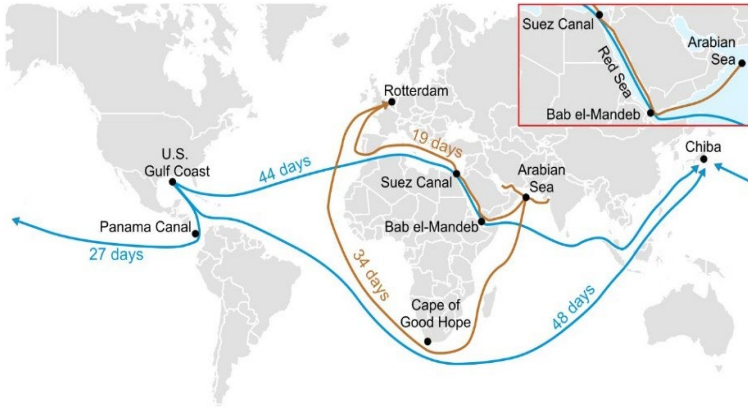 Suez Canal
Arabian
Sea
Red Sea
Bab el-Mandeb
Rotterdam
U.S.
Gulf Coast
44 days
19 days
Suez Canal
Arabian
Sea
Chiba
Panama Canal
27 days
Bab el-Mandeb
34 days
Cape of
Good Hope
48 days